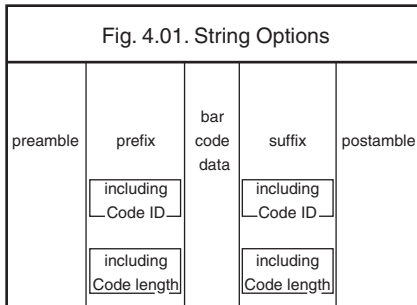 Fig. 4.01. String Options
preamble
prefix
bar
code
data
suffix
postamble
including
Code ID
including
Code ID
including
Code length
including
Code length